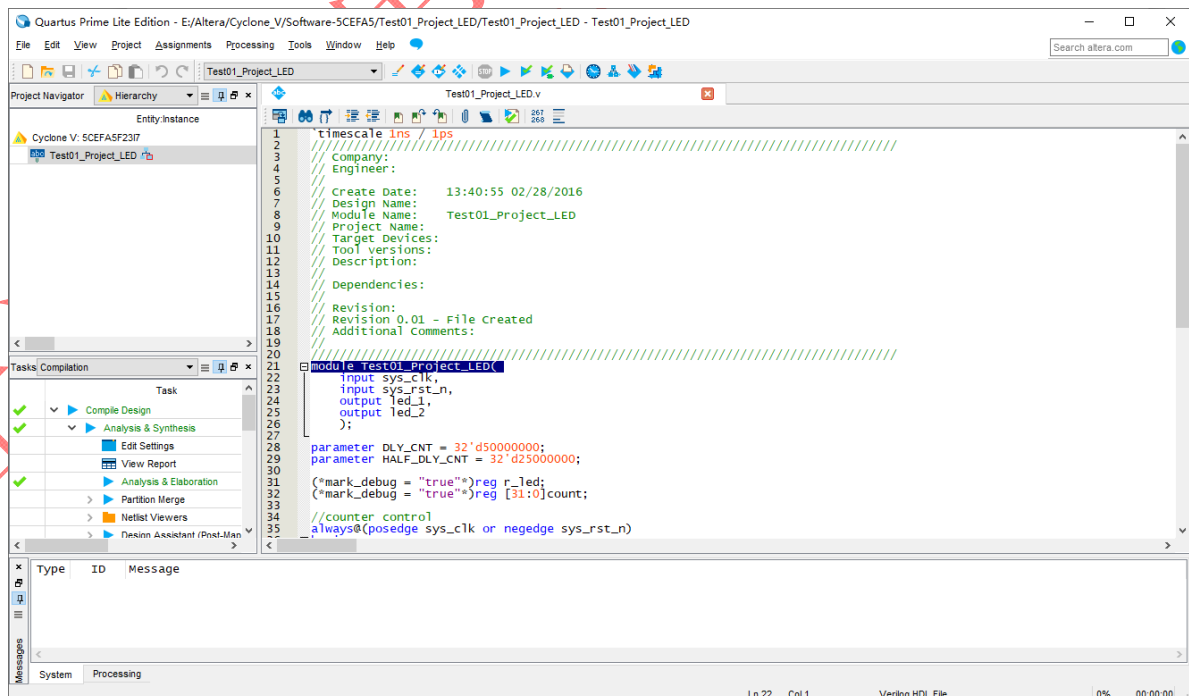 Quartus Prime Lite Edition - E:/Altera/Cyclone_V/Software-5CEFA5/Test01_Project_LED/Test01_Project_LED - Test01_Project_LED
File Edit View Project Assignments Processing Tools Window Help
Search altera.com
Test01_Project_LED
STOP
Project Navigator Hierarchy
Entity:Instance
Cyclone V: 5CEFA5F23I7
abc Test01_Project_LED
Tasks Compilation
Task
Compile Design
Analysis & Synthesis
Edit Settings
View Report
Analysis & Elaboration
Partition Merge
Netlist Viewers
Design Assistant (Post-Map
abc Test01_Project_LED.v
267
268
1 `timescale 1ns / 1ps
2 //////////////////////////////////////////////////////////////////////////////////
3 // Company:
4 // Engineer:
5 //
6 // Create Date:    13:40:55 02/28/2016
7 // Design Name:
8 // Module Name:    Test01_Project_LED
9 // Project Name:
10 // Target Devices:
11 // Tool versions:
12 // Description:
13 //
14 // Dependencies:
15 //
16 // Revision:
17 // Revision 0.01 - File Created
18 // Additional Comments:
19 //
20 //////////////////////////////////////////////////////////////////////////////////
21 module Test01_Project_LED(
22     input sys_clk,
23     input sys_rst_n,
24     output led_1,
25     output led_2
26     );
27
28 parameter DLY_CNT = 32'd50000000;
29 parameter HALF_DLY_CNT = 32'd25000000;
30
31 (*mark_debug = "true"*)reg r_led;
32 (*mark_debug = "true"*)reg [31:0]count;
33
34 //counter control
35 always@(posedge sys_clk or negedge sys_rst_n)
Type ID Message
Messages
System Processing
Ln 22 Col 1 Verilog HDL File 0% 00:00:00